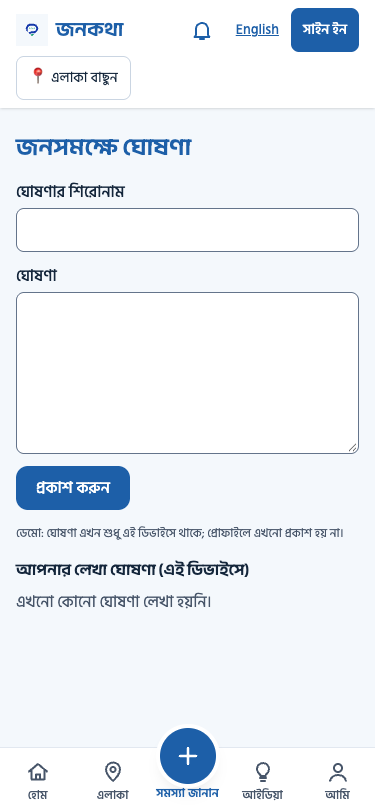 জনকথা
English
সাইন ইন
এলাকা বাছুন
জনসমক্ষে ঘোষণা
ঘোষণার শিরোনাম
ঘোষণা
প্রকাশ করুন
ডেমো: ঘোষণা এখন শুধু এই ডিভাইসে থাকে; প্রোফাইলে এখনো প্রকাশ হয় না।
আপনার লেখা ঘোষণা (এই ডিভাইসে)
এখনো কোনো ঘোষণা লেখা হয়নি।
হোম
এলাকা
সমস্যা জানান
আইডিয়া
আমি